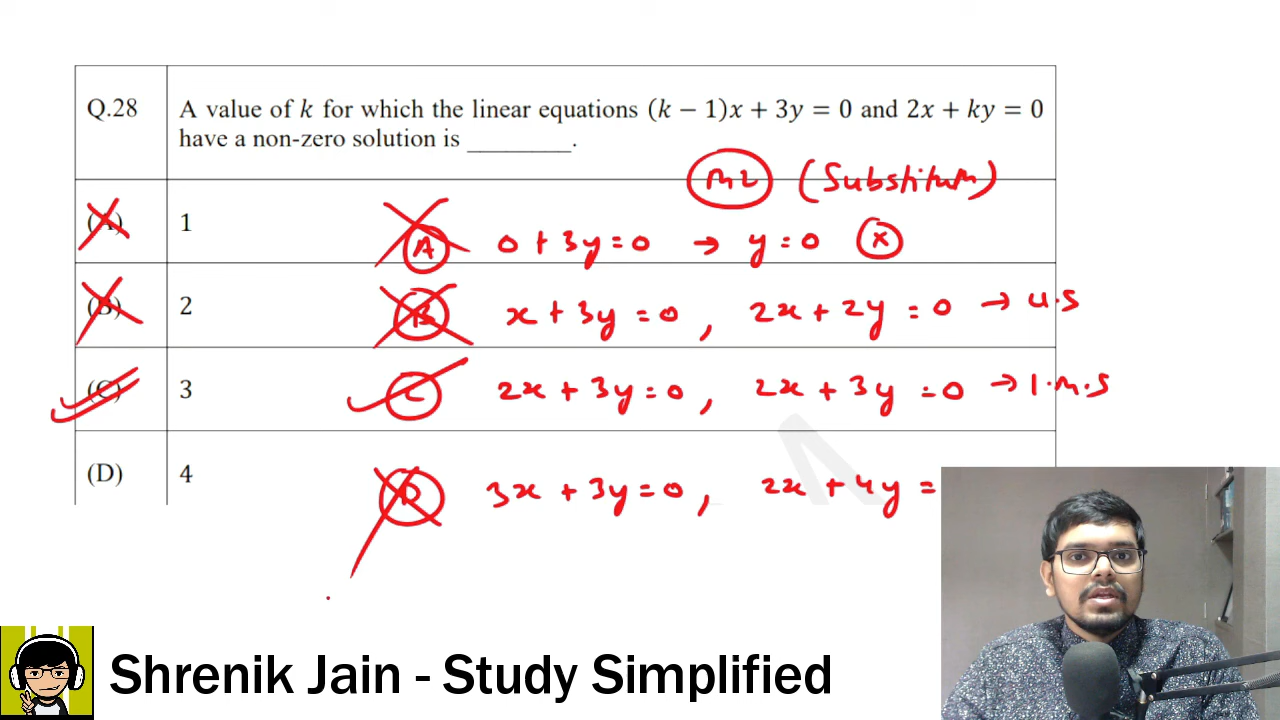 Q.28 A value of k for which the linear equations (k − 1)x + 3y = 0 and 2x + ky = 0
have a non-zero solution is ________.
M2 (Substitution)
(A) 1 A 0 + 3y = 0 → y = 0 X
(B) 2 B x + 3y = 0 , 2x + 2y = 0 → U.S
(C) 3 C 2x + 3y = 0 , 2x + 3y = 0 → I.M.S
(D) 4 D 3x + 3y = 0 , 2x + 4y =
Shrenik Jain - Study Simplified